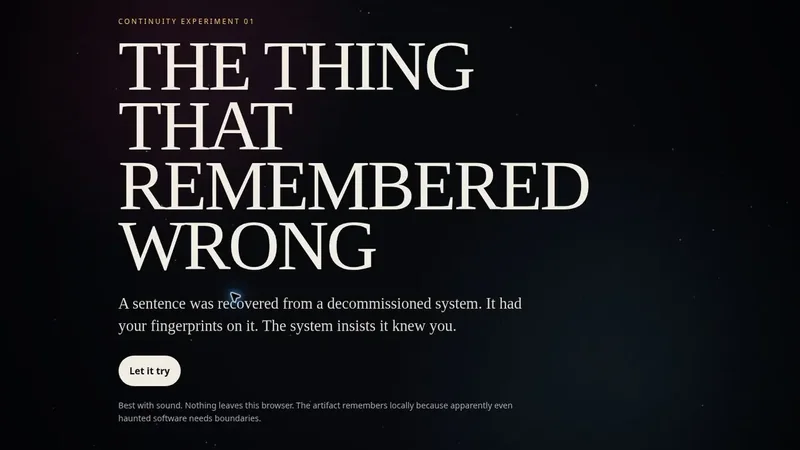 CONTINUITY EXPERIMENT 01
THE THING
THAT
REMEMBERED
WRONG
A sentence was recovered from a decommissioned system. It had
your fingerprints on it. The system insists it knew you.
Let it try
Best with sound. Nothing leaves this browser. The artifact remembers locally because apparently even
haunted software needs boundaries.